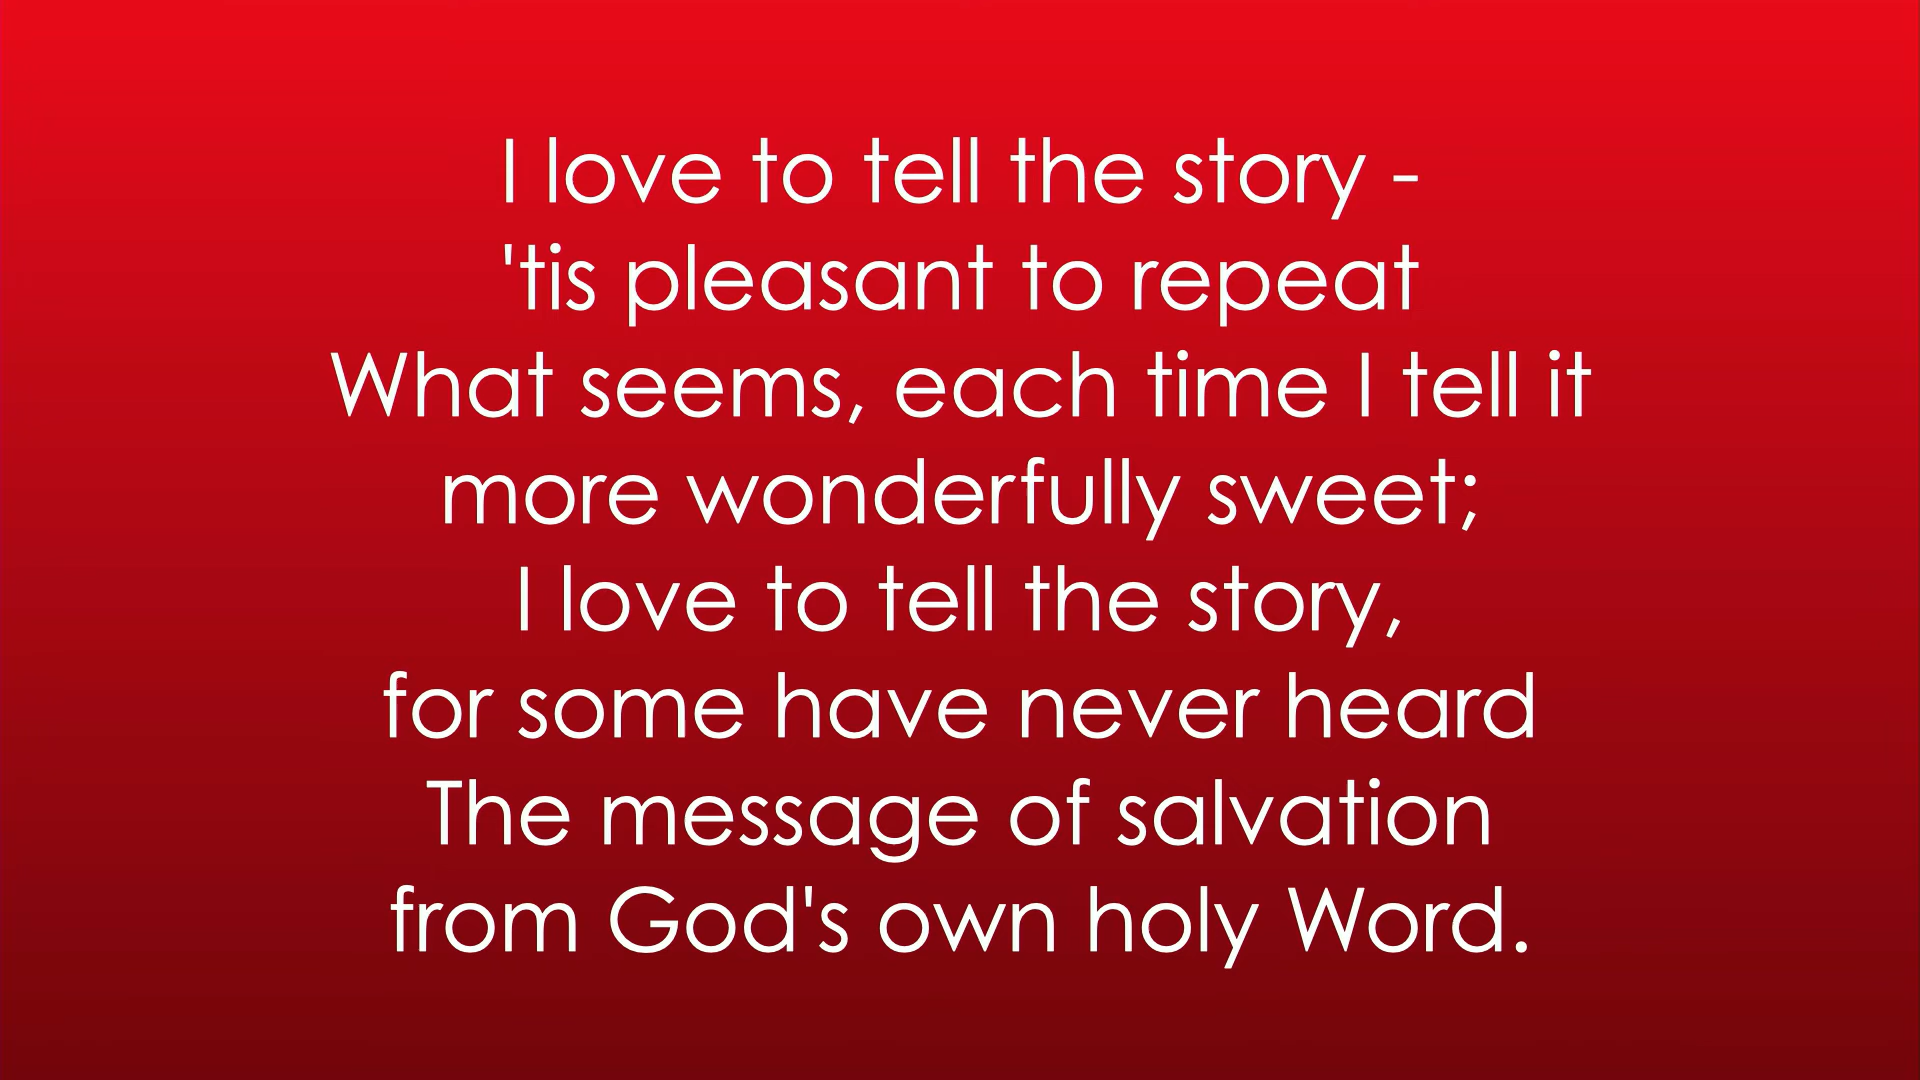 I love to tell the story -
'tis pleasant to repeat
What seems, each time I tell it
more wonderfully sweet;
I love to tell the story,
for some have never heard
The message of salvation
from God's own holy Word.